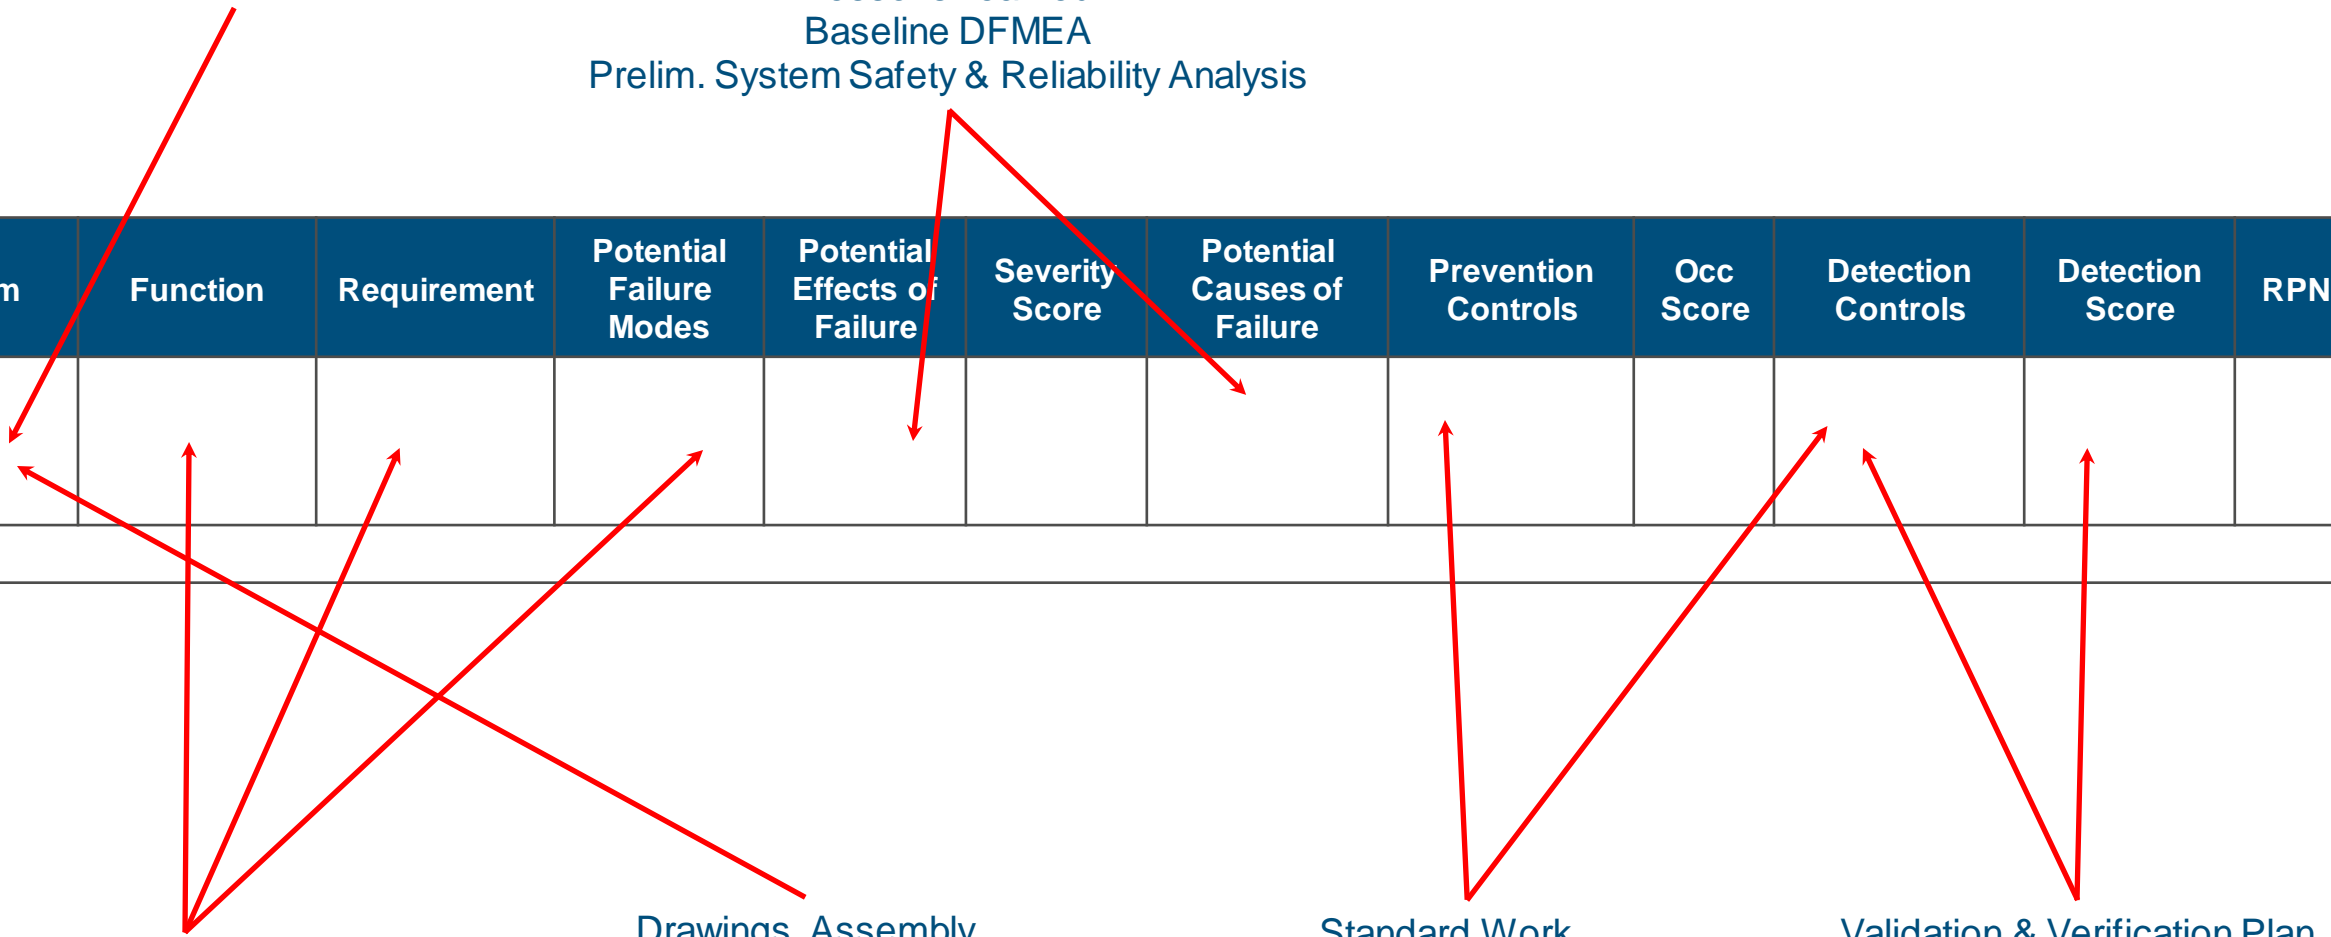 Baseline DFMEA
Prelim. System Safety & Reliability Analysis
m
Function
Requirement
Potential
Failure
Modes
Potential
Effects of
Failure
Severity
Score
Potential
Causes of
Failure
Prevention
Controls
Occ
Score
Detection
Controls
Detection
Score
RPN
Drawings, Assembly
Standard Work
Validation & Verification Plan